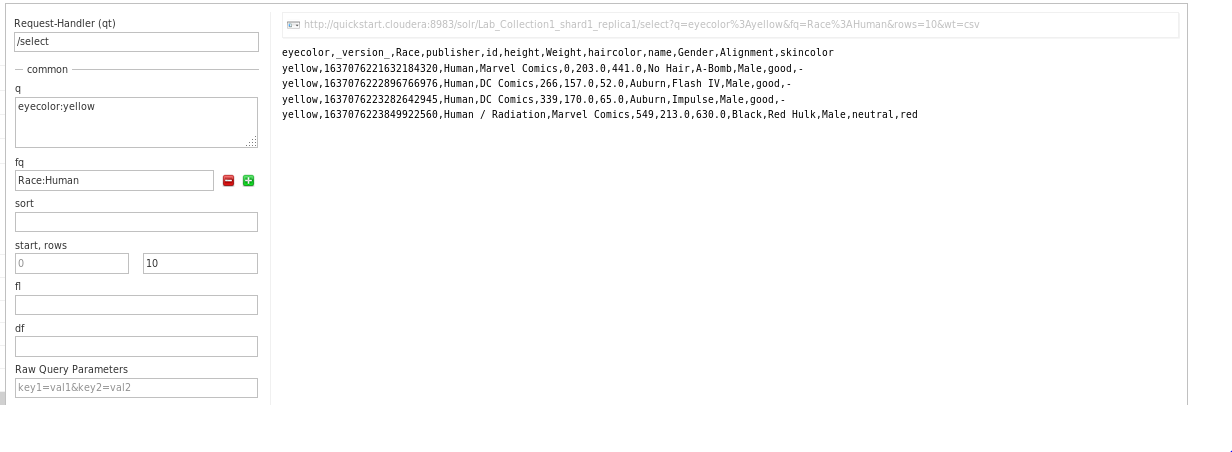 Request-Handler (qt)
/select
common
q
eyecolor:yellow
fq
Race:Human
sort
start, rows
0
10
fl
df
Raw Query Parameters
key1=val1&key2=val2
http://quickstart.cloudera:8983/solr/Lab_Collection1_shard1_replica1/select?q=eyecolor%3Ayellow&fq=Race%3AHuman&rows=10&wt=csv
eyecolor,_version_,Race,publisher,id,height,Weight,haircolor,name,Gender,Alignment,skincolor
yellow,1637076221632184320,Human,Marvel Comics,0,203.0,441.0,No Hair,A-Bomb,Male,good,-
yellow,1637076222896766976,Human,DC Comics,266,157.0,52.0,Auburn,Flash IV,Male,good,-
yellow,1637076223282642945,Human,DC Comics,339,170.0,65.0,Auburn,Impulse,Male,good,-
yellow,1637076223849922560,Human / Radiation,Marvel Comics,549,213.0,630.0,Black,Red Hulk,Male,neutral,red